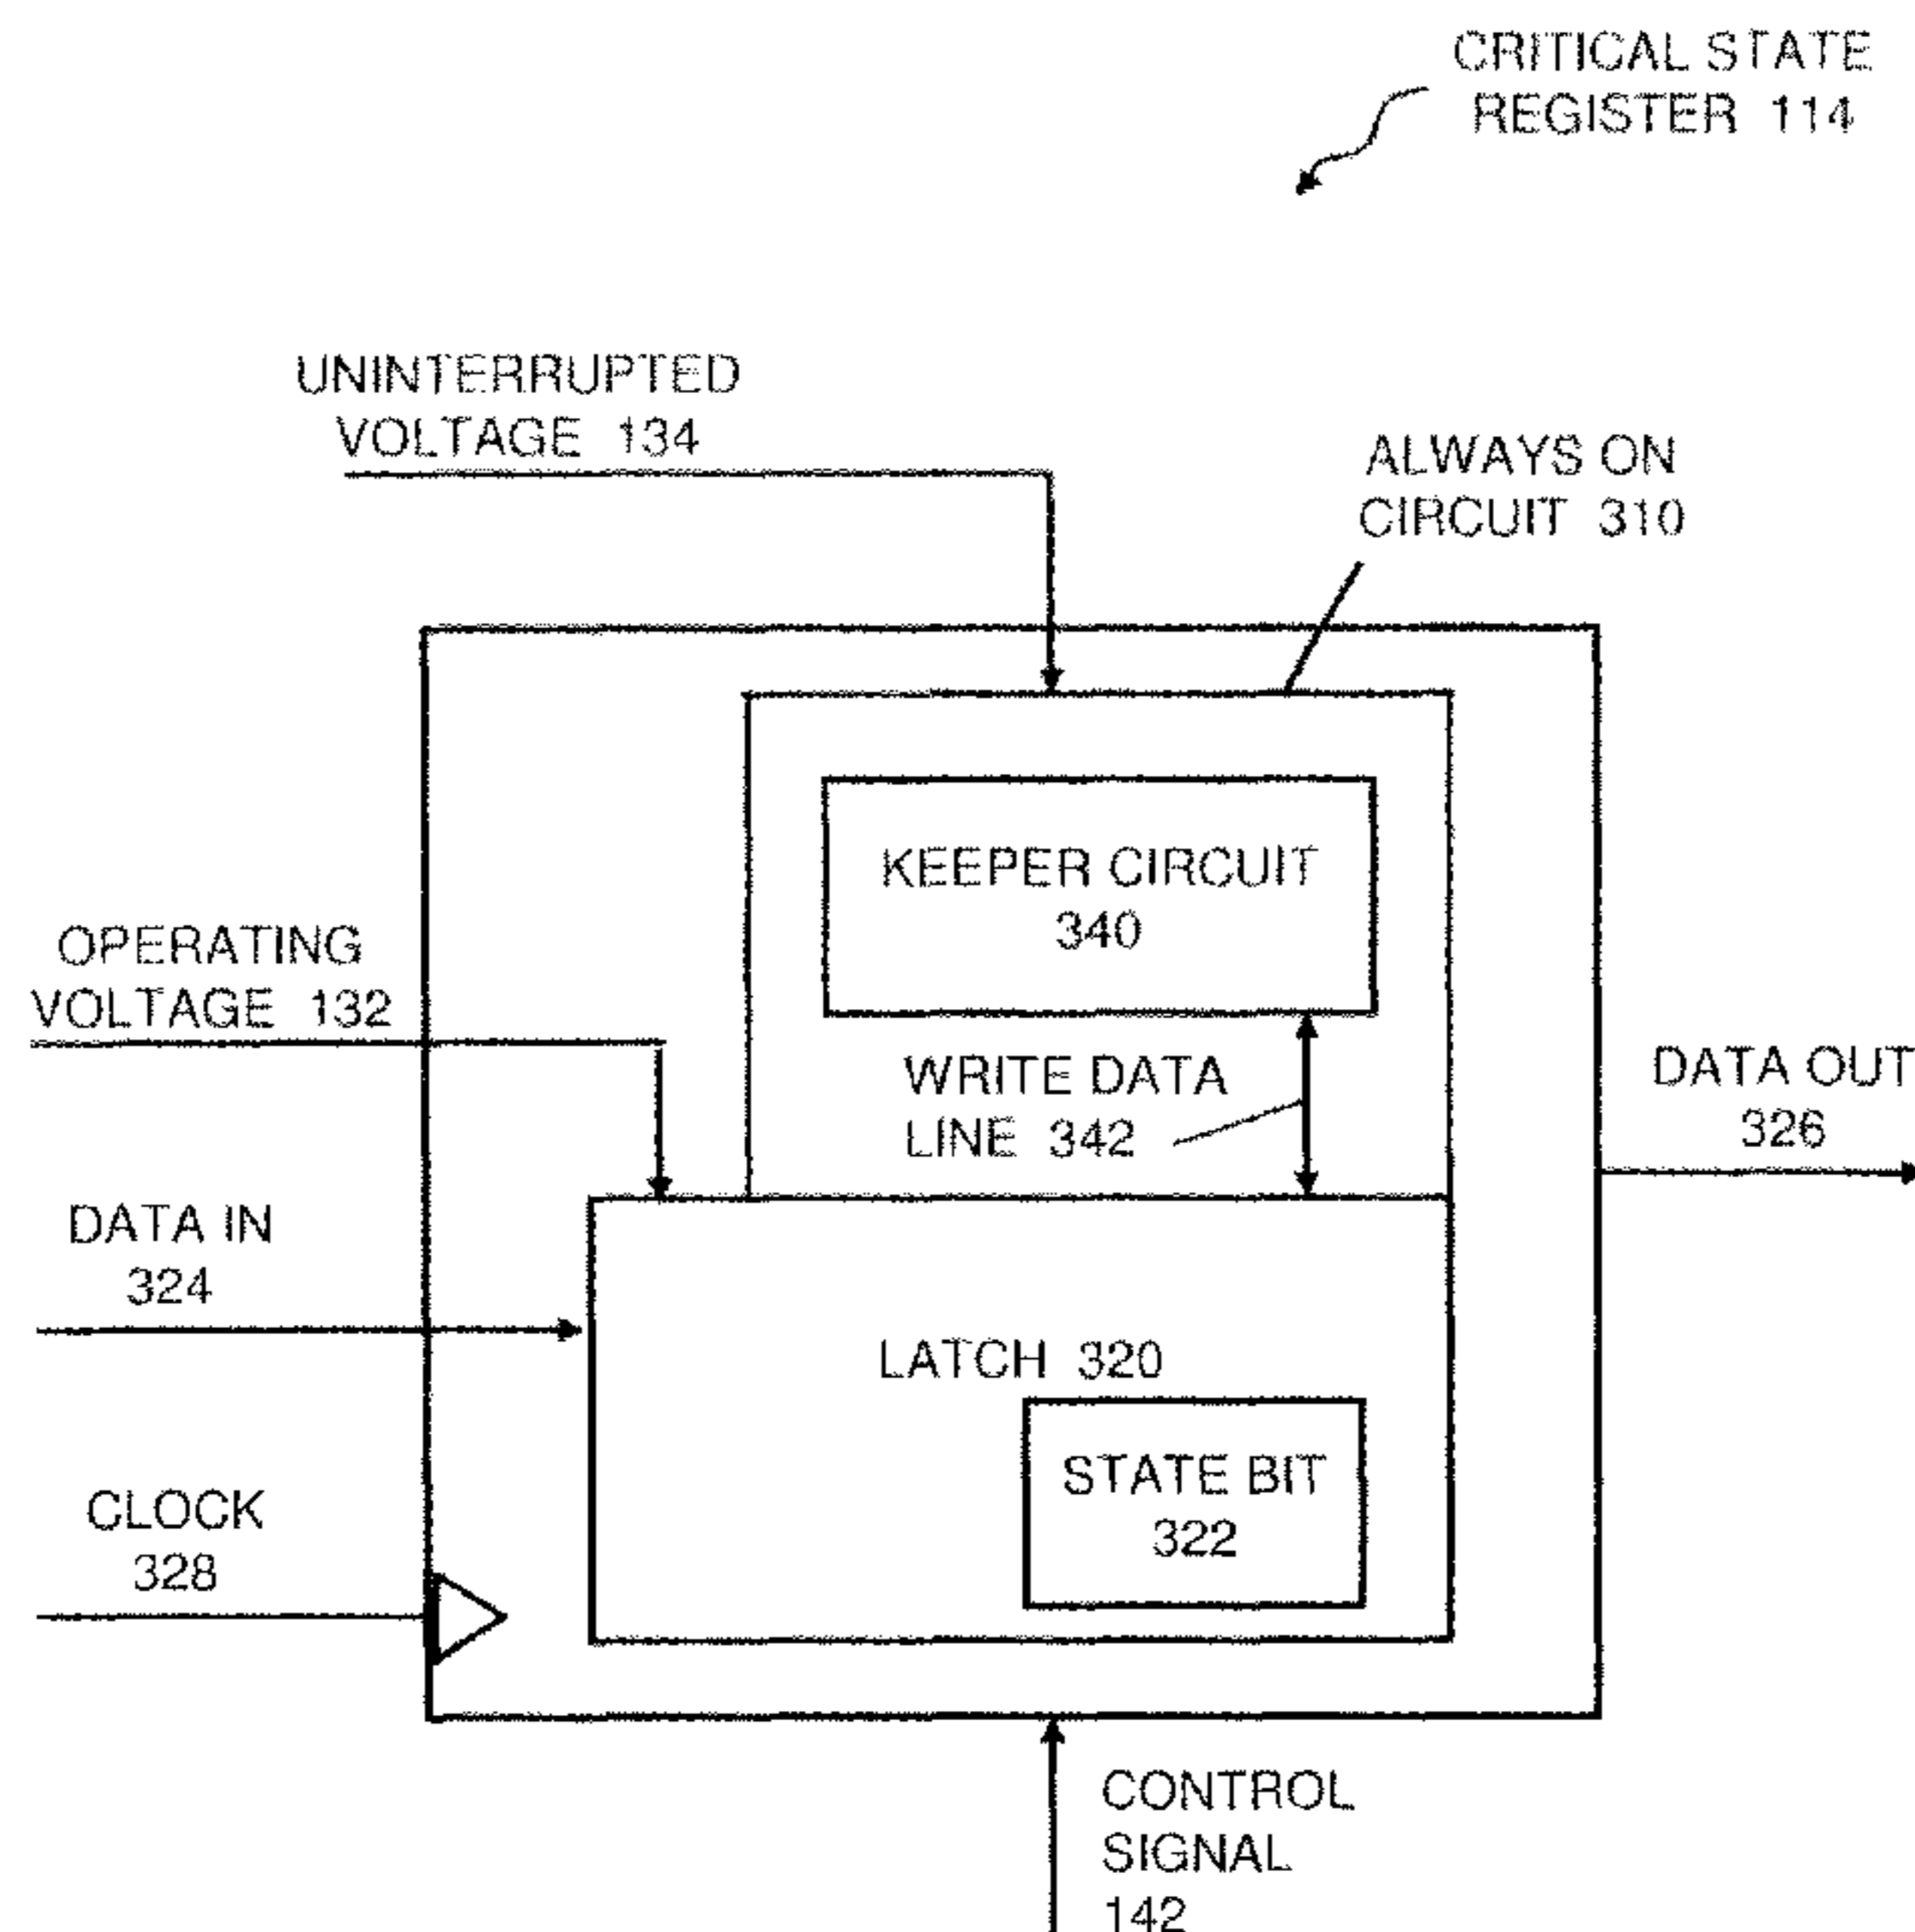 CRITICAL STATE
REGISTER 114
UNINTERRUPTED
VOLTAGE 134
ALWAYS ON
CIRCUIT 310
KEEPER CIRCUIT
340
OPERATING
VOLTAGE 132
WRITE DATA
LINE 342
DATA OUT
326
DATA IN
324
LATCH 320
STATE BIT
322
CLOCK
328
CONTROL
SIGNAL
142